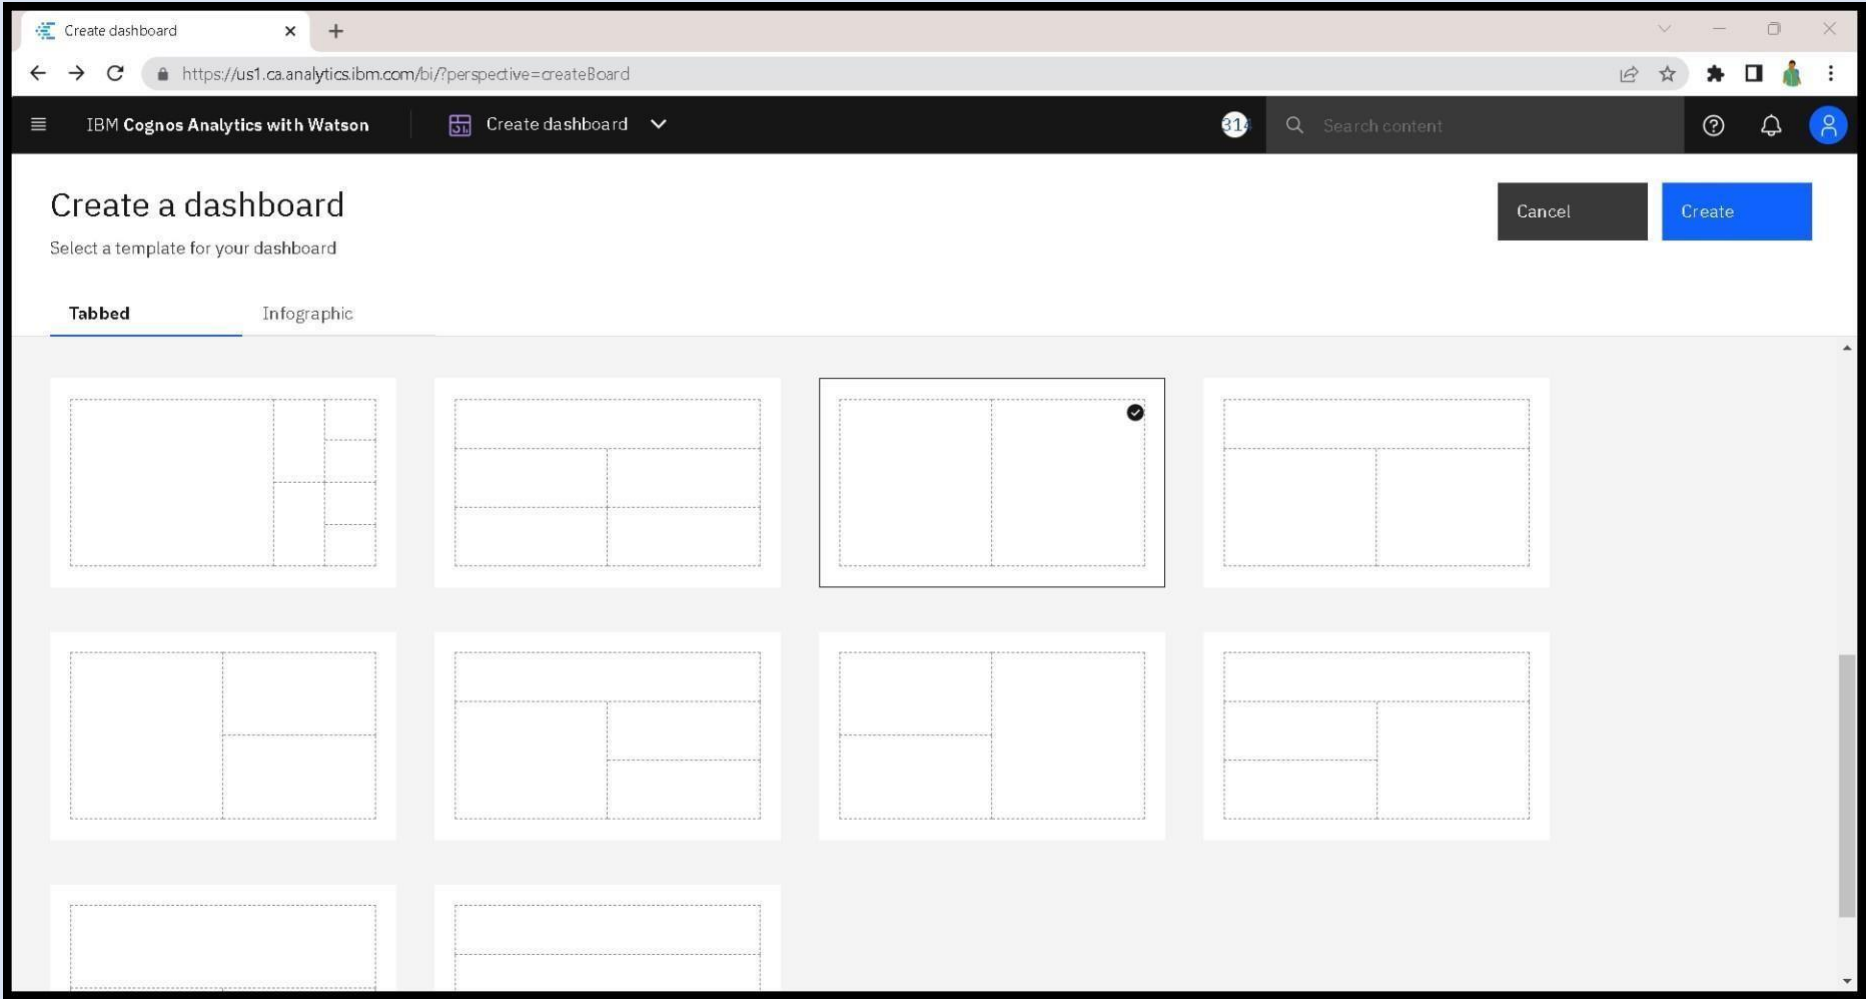 Create dashboard
https://us1.ca.analytics.ibm.com/bi/?perspective=createBoard
IBM Cognos Analytics with Watson
Create dashboard
314
Search content
Create a dashboard
Cancel
Create
Select a template for your dashboard
Tabbed
Infographic